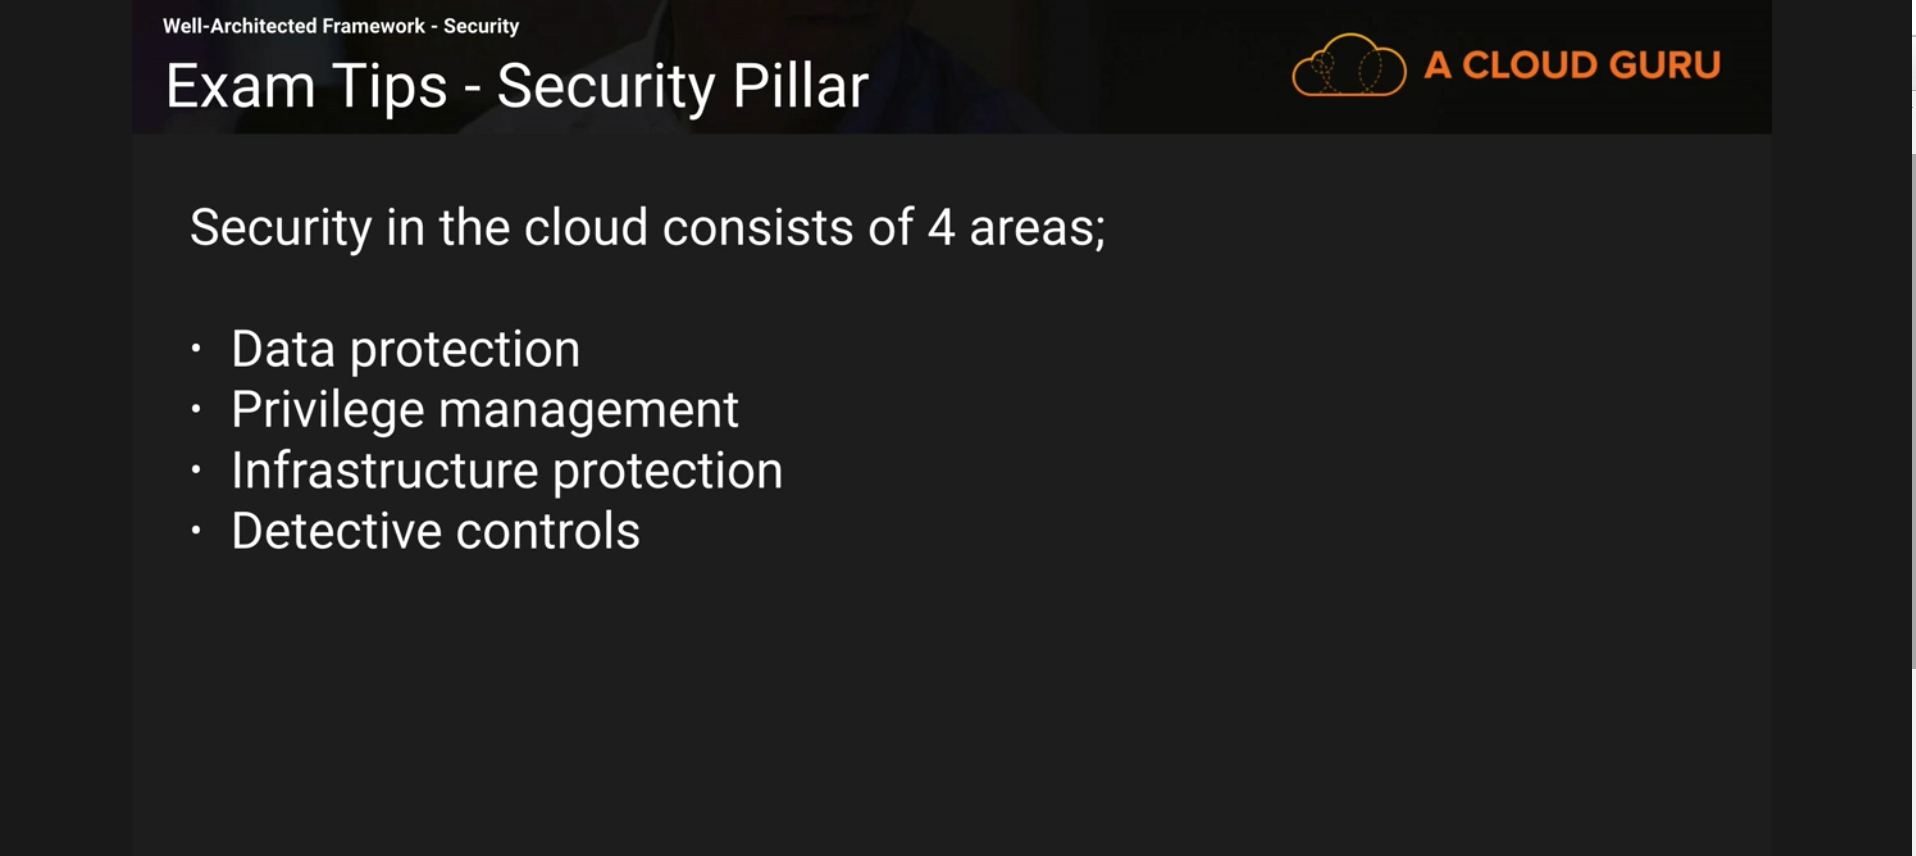 Well-Architected Framework - Security
Exam Tips - Security Pillar
A CLOUD GURU
Security in the cloud consists of 4 areas;
• Data protection
• Privilege management
• Infrastructure protection
• Detective controls